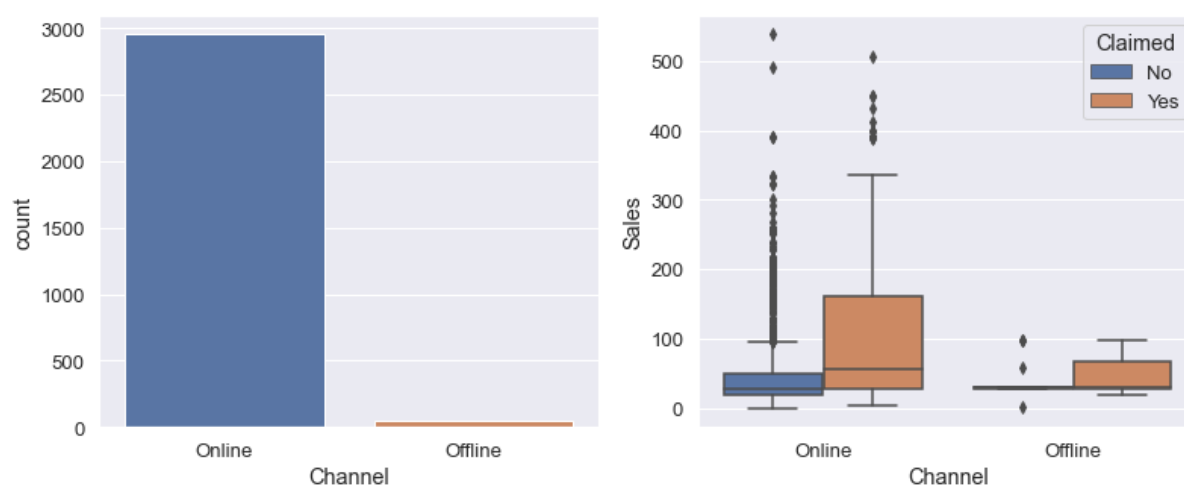 3000
2500
2000
1500
1000
500
0
count
Online
Offline
Channel
500
400
300
200
100
0
Sales
Claimed
No
Yes
Online
Offline
Channel